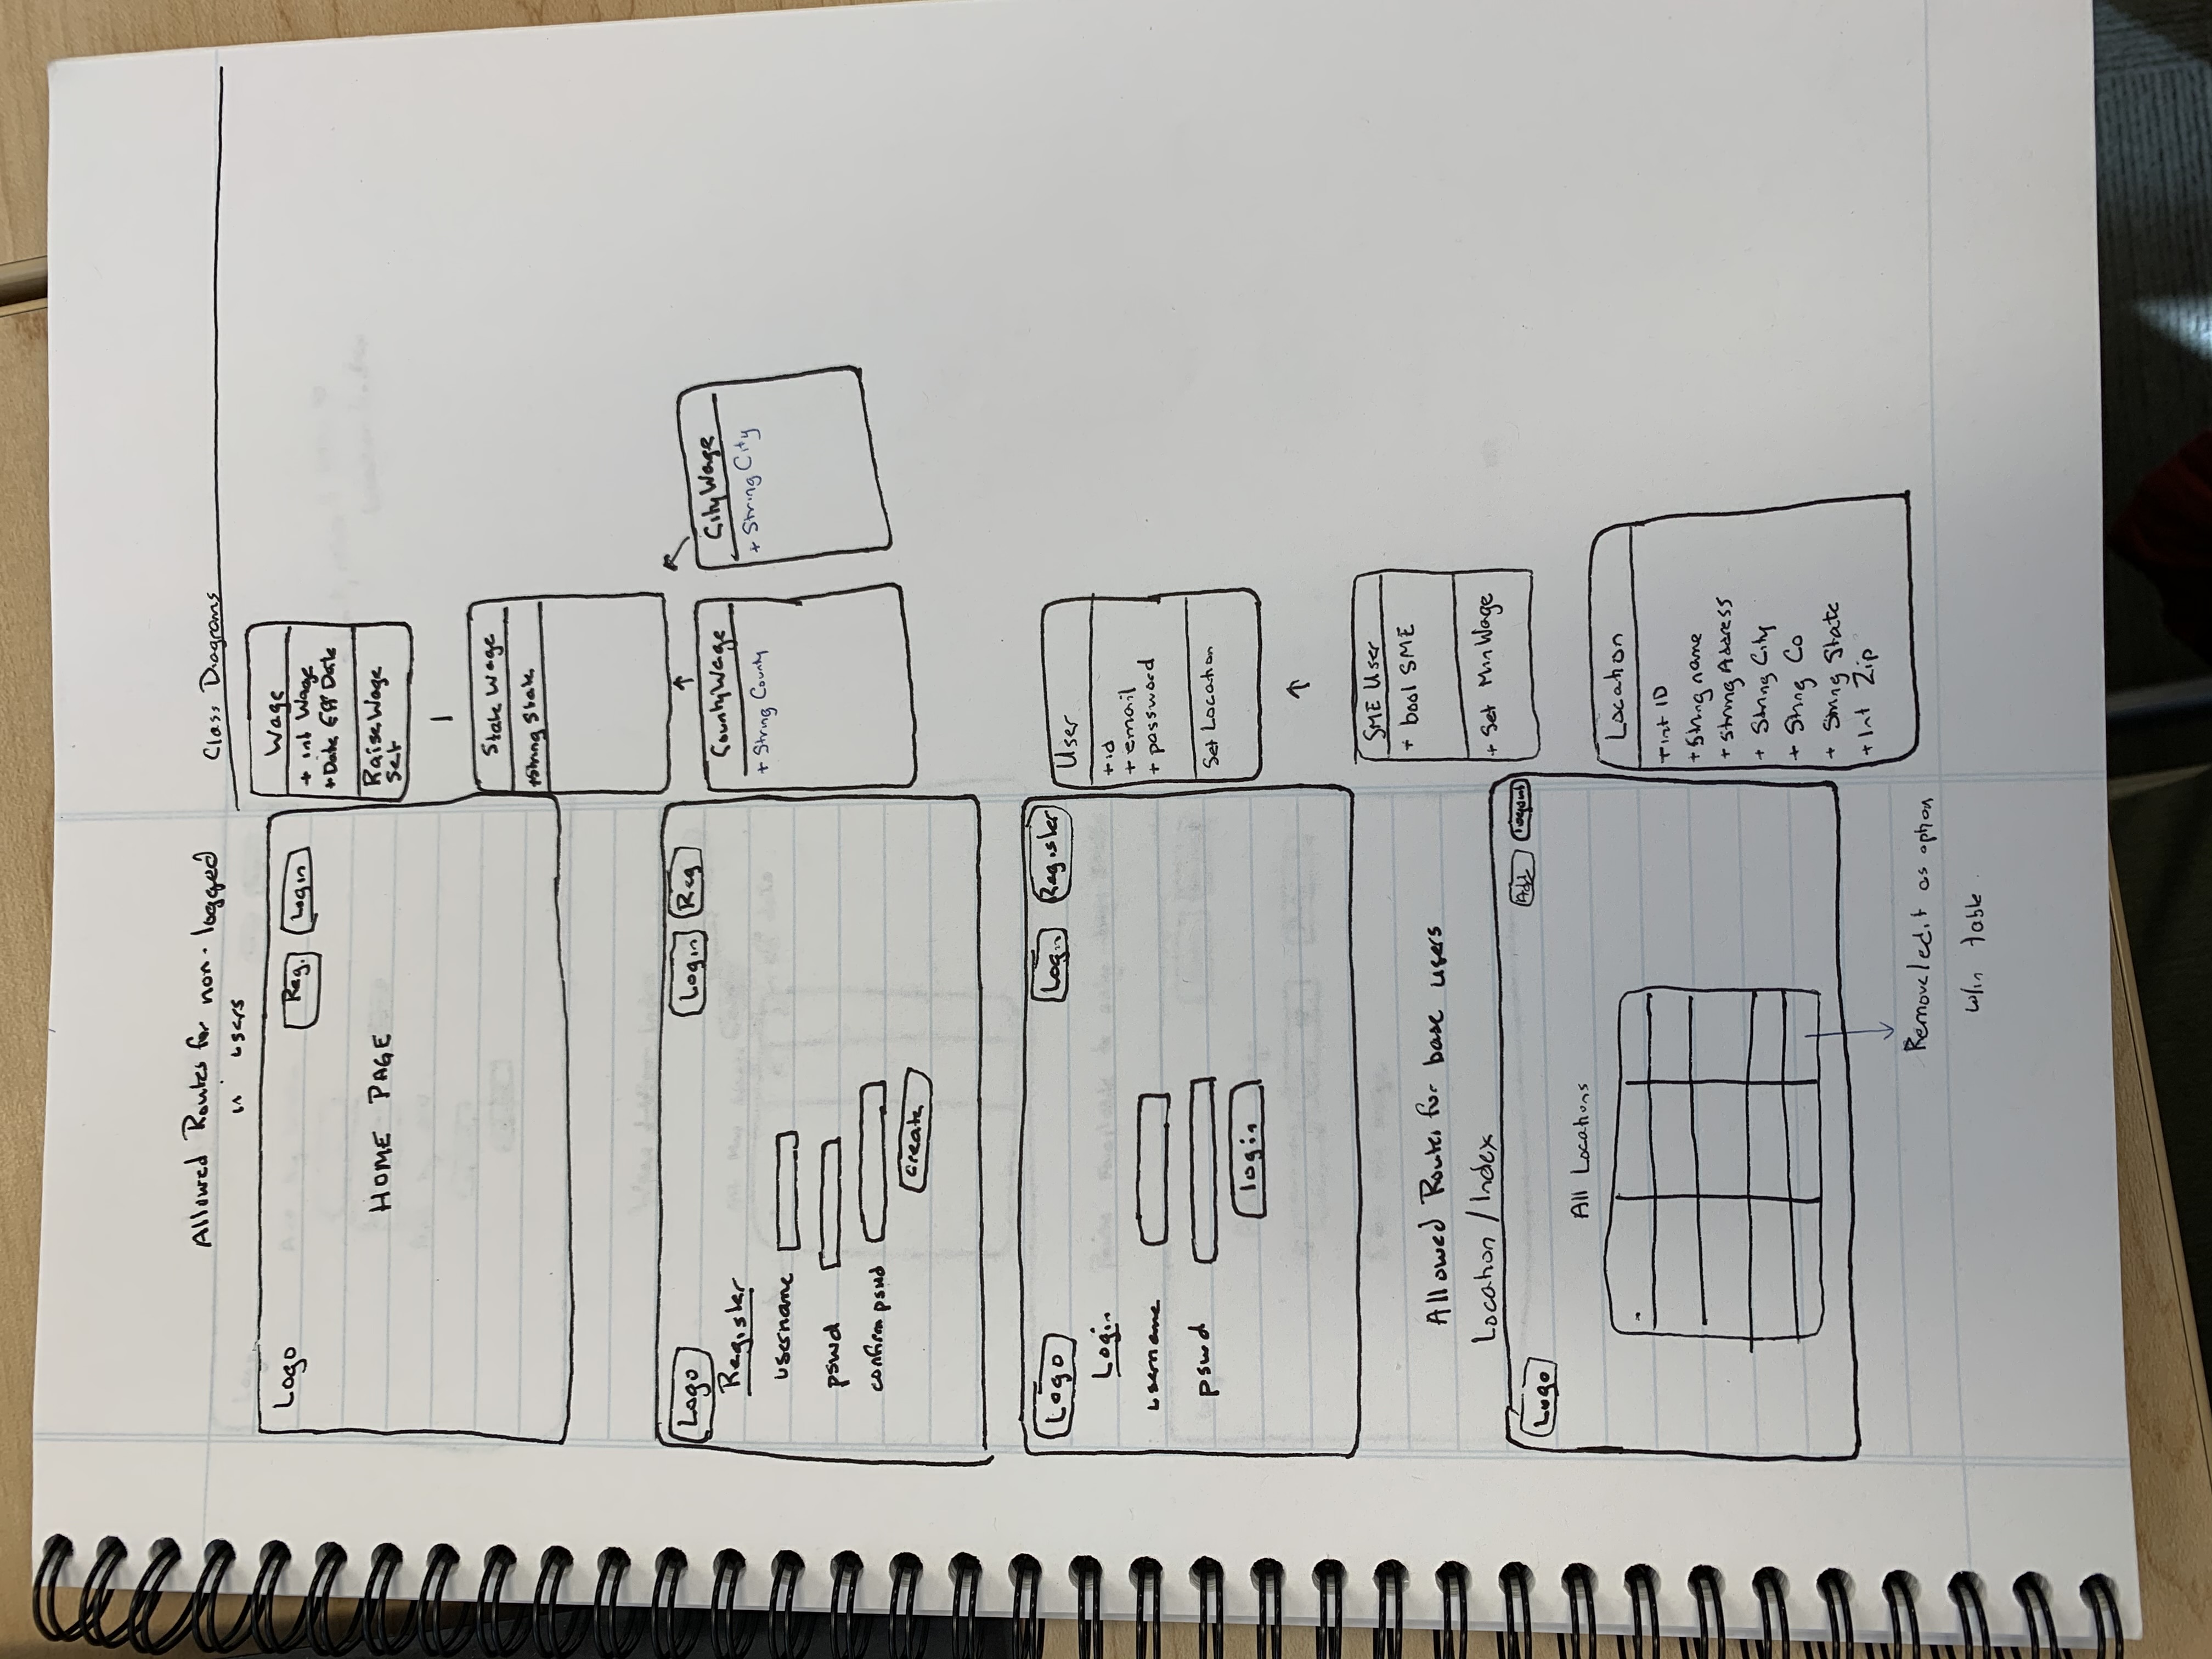 Allowed Routes for non-logged
in users
Logo
Reg.
Login
HOME PAGE
Logo
Login
Reg
Register
username
pswd
confirm pswd
Create
Logo
Login
Register
Login
username
pswd
login
Allowed Routes for base users
Location / Index
Logo
Add
Logout
All Locations
Remove/edit as option
w/in table
Class Diagrams
Wage
+ int Wage
+ Date Eff Date
Raise Wage
Set
State Wage
+String State
County Wage
+ String County
City Wage
+ String City
User
+ id
+ email
+ password
Set Location
SME User
+ bool SME
+ Set Min Wage
Location
+ int ID
+ String name
+ String Address
+ String City
+ String Co
+ String State
+ Int Zip